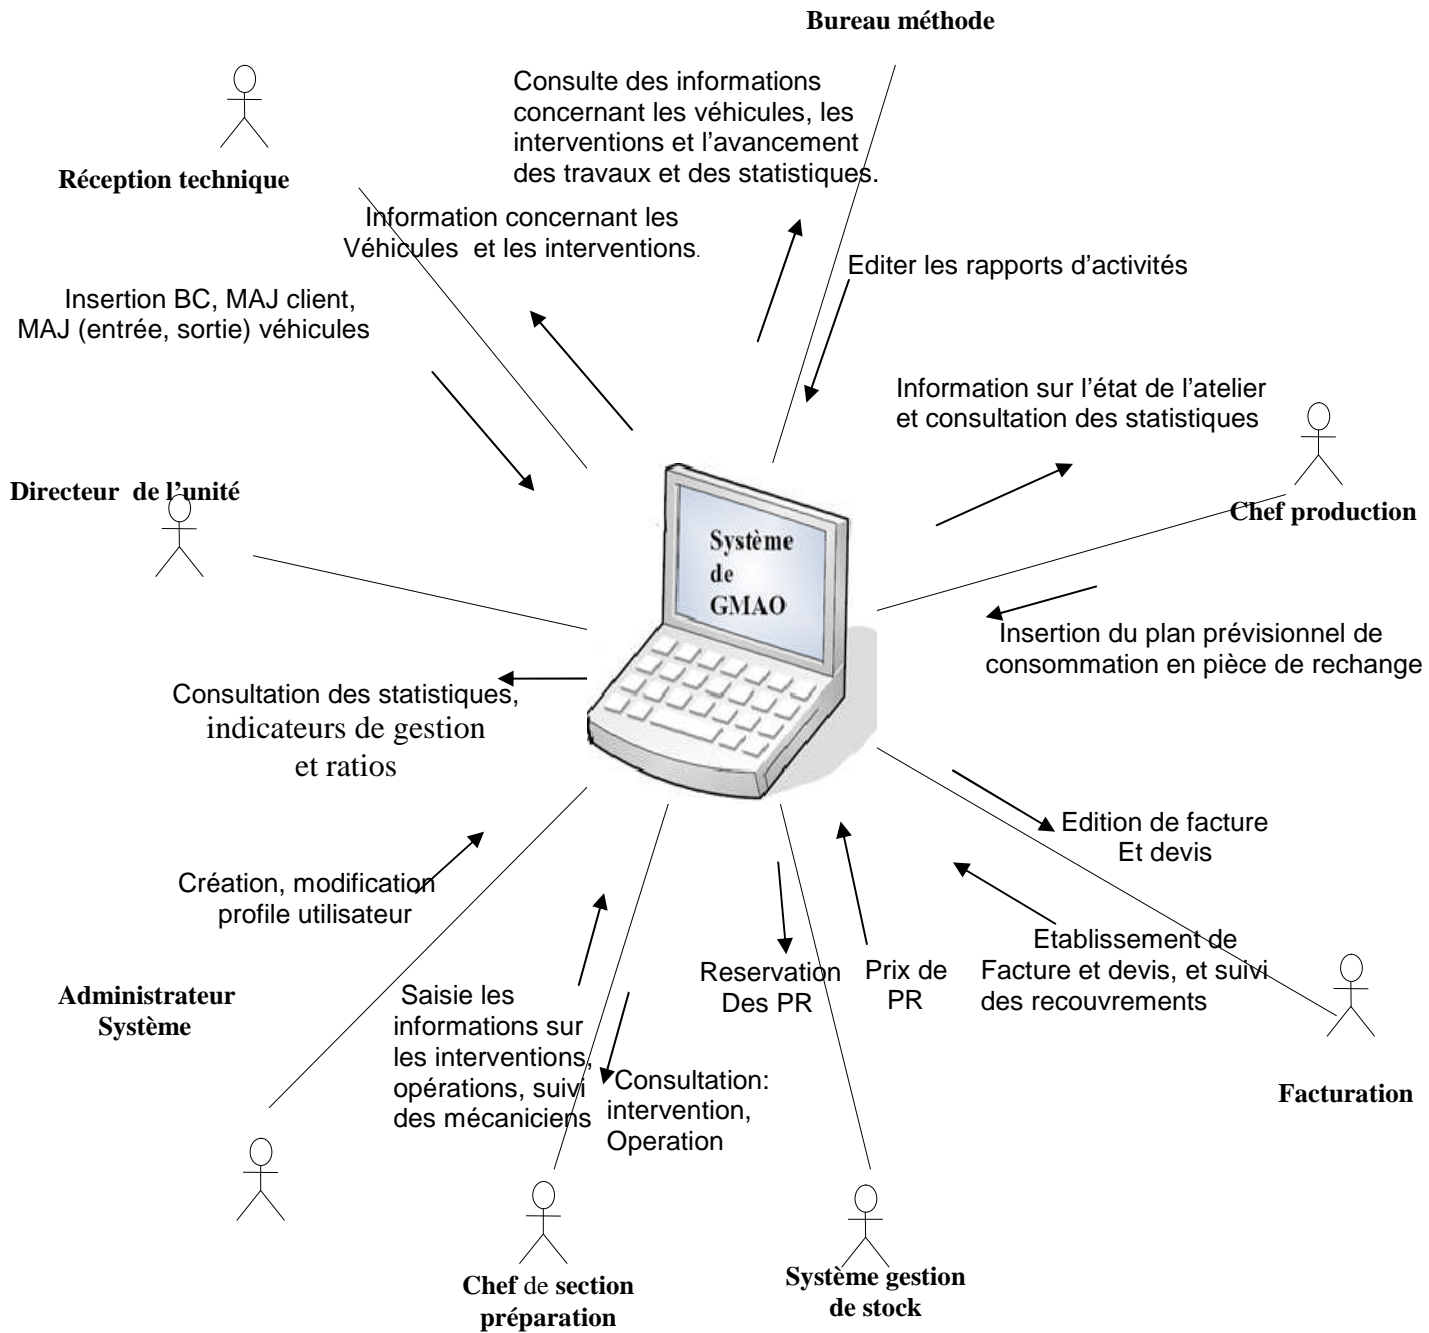 Bureau méthode
Consulte des informations
concernant les véhicules, les
interventions et l’avancement
des travaux et des statistiques.
Réception technique
Information concernant les
Véhicules et les interventions.
Editer les rapports d’activités
Insertion BC, MAJ client,
MAJ (entrée, sortie) véhicules
Information sur l’état de l’atelier
et consultation des statistiques
Directeur de l’unité
Chef production
Système
de
GMAO
Insertion du plan prévisionnel de
consommation en pièce de rechange
Consultation des statistiques,
indicateurs de gestion
et ratios
Edition de facture
Et devis
Création, modification
profile utilisateur
Etablissement de
Facture et devis, et suivi
des recouvrements
Reservation
Des PR
Prix de
PR
Administrateur
Système
Saisie les
informations sur
les interventions,
opérations, suivi
des mécaniciens
Consultation:
intervention,
Operation
Facturation
Chef de section
préparation
Système gestion
de stock